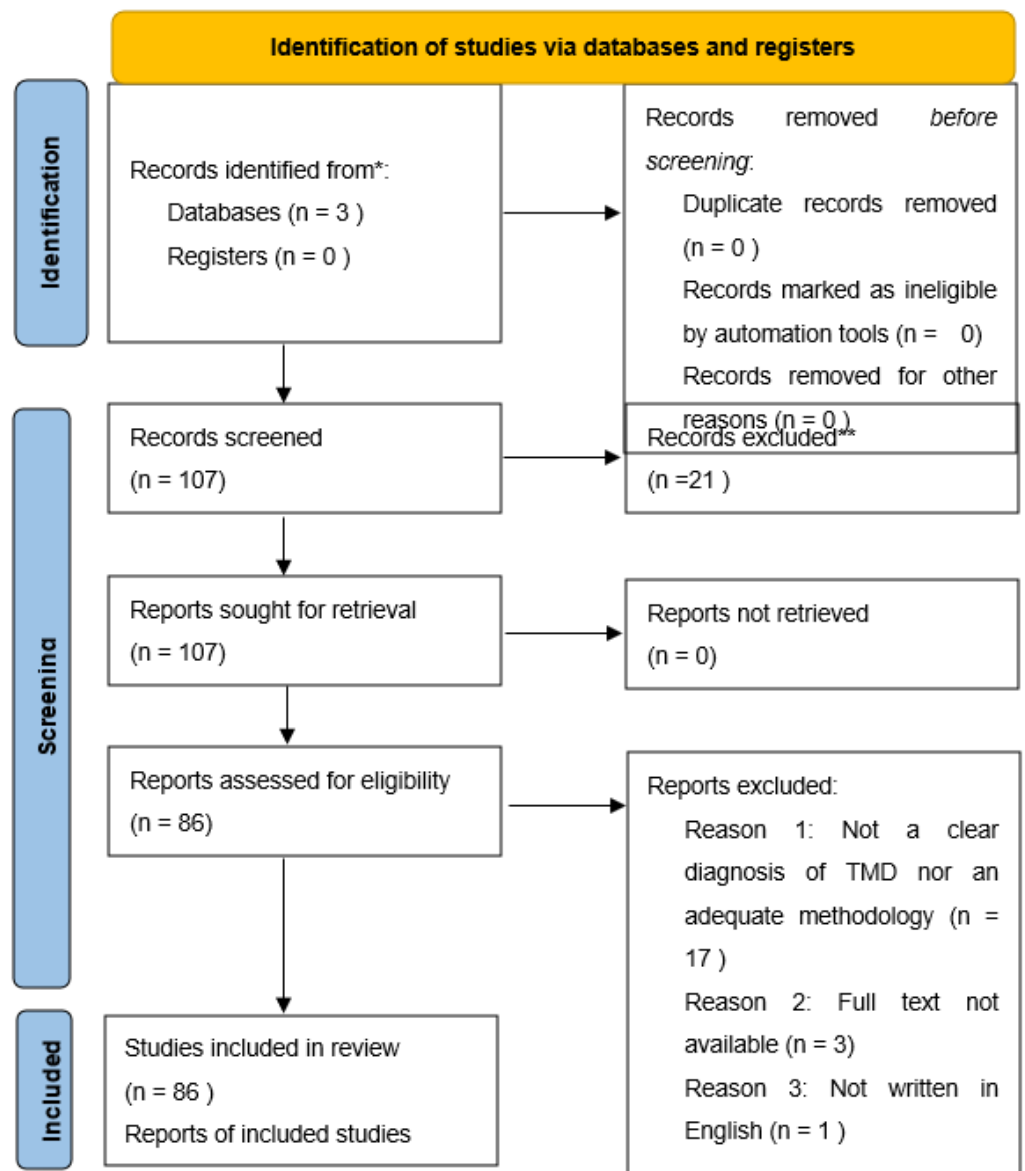 Identification of studies via databases and registers
Identification
Records identified from*:
Databases (n = 3 )
Registers (n = 0 )
Records removed before
screening:
Duplicate records removed
(n = 0 )
Records marked as ineligible
by automation tools (n = 0)
Records removed for other
reasons (n = 0 )
Screening
Records screened
(n = 107)
Records excluded**
(n =21 )
Reports sought for retrieval
(n = 107)
Reports not retrieved
(n = 0)
Reports assessed for eligibility
(n = 86)
Reports excluded:
Reason 1: Not a clear
diagnosis of TMD nor an
adequate methodology (n =
17 )
Reason 2: Full text not
available (n = 3)
Reason 3: Not written in
English (n = 1 )
Included
Studies included in review
(n = 86 )
Reports of included studies